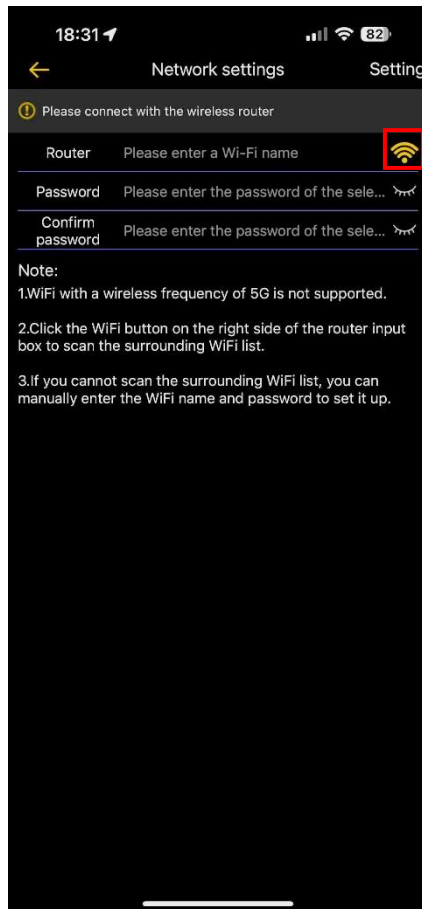 18:31 82
Network settings Setting
Please connect with the wireless router
Router Please enter a Wi-Fi name
Password Please enter the password of the sele...
Confirm
password Please enter the password of the sele...
Note:
1.WiFi with a wireless frequency of 5G is not supported.
2.Click the WiFi button on the right side of the router input
box to scan the surrounding WiFi list.
3.If you cannot scan the surrounding WiFi list, you can
manually enter the WiFi name and password to set it up.